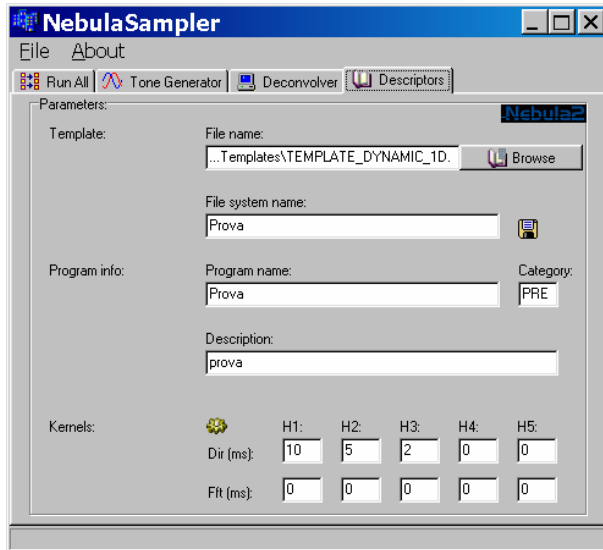 NebulaSampler
File About
Run All Tone Generator Deconvolver Descriptors
Parameters:
Nebula2
Template: File name:
...Templates\TEMPLATE_DYNAMIC_1D. Browse
File system name:
Prova
Program info: Program name: Category:
Prova PRE
Description:
prova
Kernels: H1: H2: H3: H4: H5:
Dir (ms): 10 5 2 0 0
Fft (ms): 0 0 0 0 0